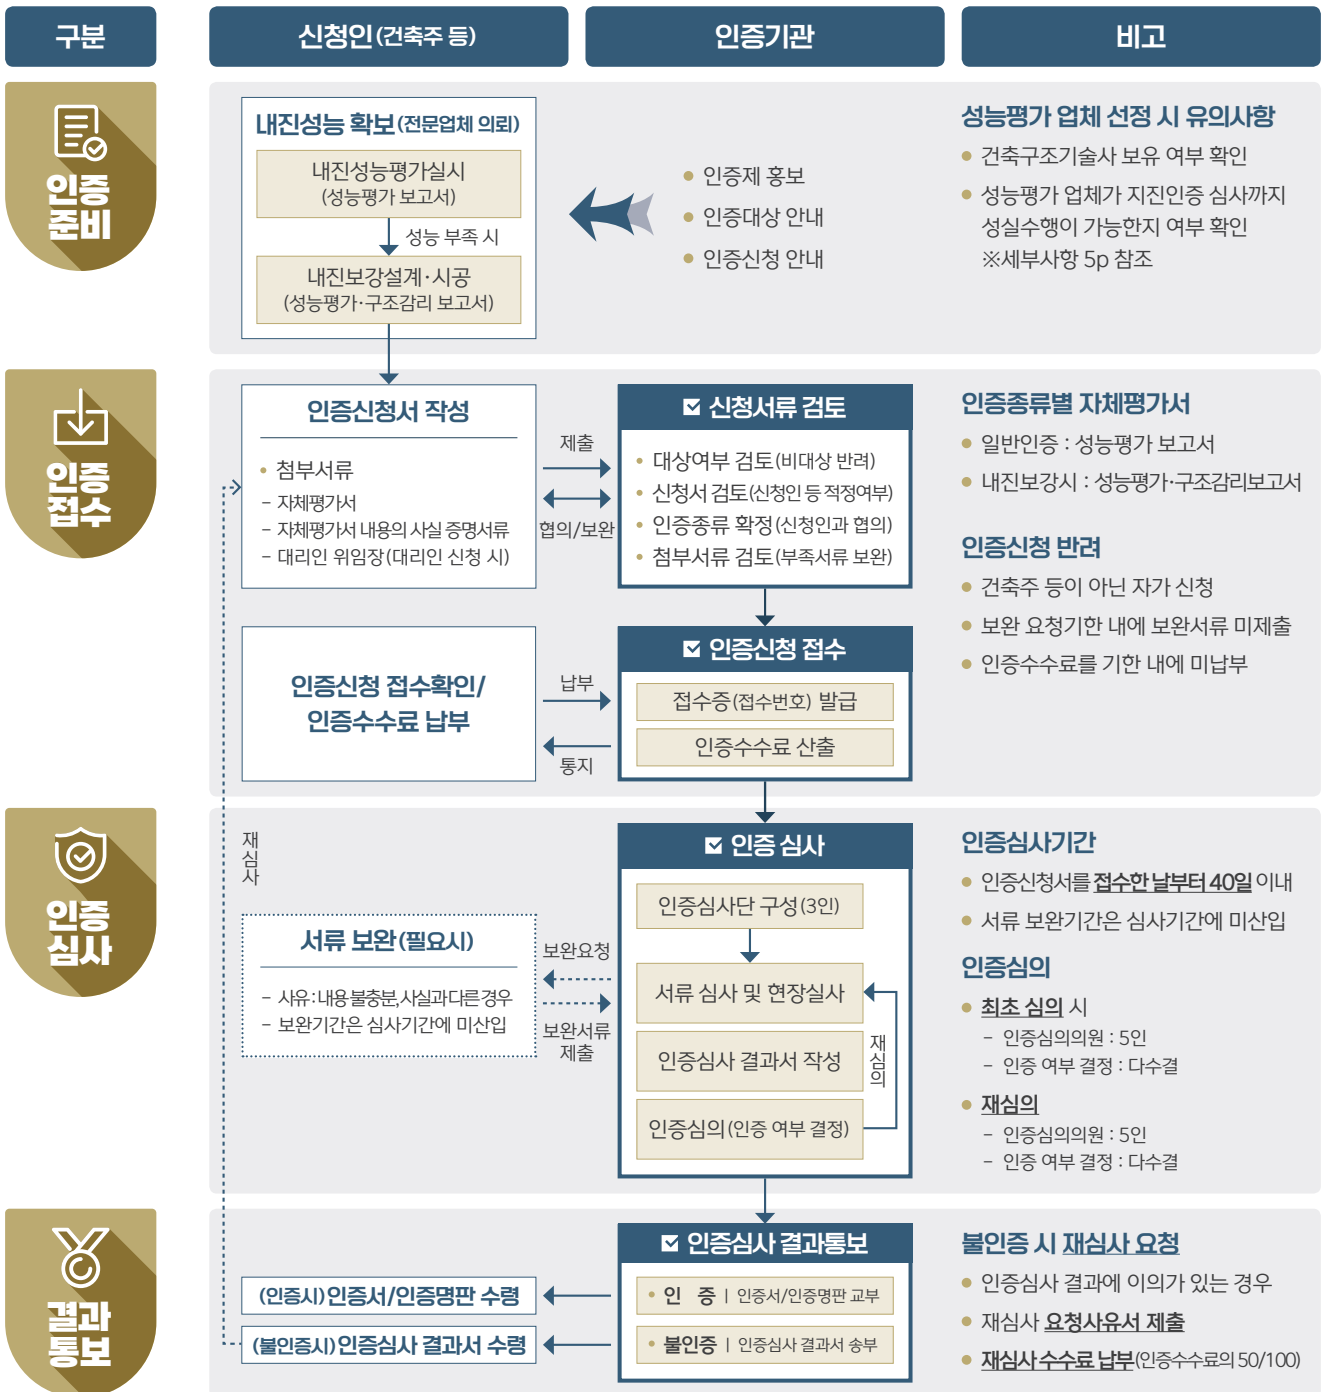 구분
신청인(건축주 등)
인증기관
비고
인증
준비
내진성능 확보(전문업체 의뢰)
내진성능평가실시
(성능평가 보고서)
성능 부족 시
내진보강설계·시공
(성능평가·구조감리 보고서)
• 인증제 홍보
• 인증대상 안내
• 인증신청 안내
성능평가 업체 선정 시 유의사항
• 건축구조기술사 보유 여부 확인
• 성능평가 업체가 지진인증 심사까지
성실수행이 가능한지 여부 확인
※세부사항 5p 참조
인증
접수
인증신청서 작성
• 첨부서류
- 자체평가서
- 자체평가서 내용의 사실 증명서류
- 대리인 위임장(대리인 신청 시)
제출
협의/보완
신청서류 검토
• 대상여부 검토(비대상 반려)
• 신청서 검토(신청인 등 적정여부)
• 인증종류 확정(신청인과 협의)
• 첨부서류 검토(부족서류 보완)
인증종류별 자체평가서
• 일반인증 : 성능평가 보고서
• 내진보강시 : 성능평가·구조감리보고서
인증신청 반려
• 건축주 등이 아닌 자가 신청
• 보완 요청기한 내에 보완서류 미제출
• 인증수수료를 기한 내에 미납부
인증신청 접수확인/
인증수수료 납부
납부
통지
인증신청 접수
접수증(접수번호) 발급
인증수수료 산출
인증
심사
재심사
서류 보완(필요시)
- 사유 : 내용 불충분, 사실과 다른 경우
- 보완기간은 심사기간에 미산입
보완요청
보완서류
제출
인증 심사
인증심사단 구성(3인)
서류 심사 및 현장실사
인증심사 결과서 작성
인증심의(인증 여부 결정)
재심의
인증심사기간
• 인증신청서를 접수한 날부터 40일 이내
• 서류 보완기간은 심사기간에 미산입
인증심의
• 최초 심의 시
- 인증심의의원 : 5인
- 인증 여부 결정 : 다수결
• 재심의
- 인증심의의원 : 5인
- 인증 여부 결정 : 다수결
결과
통보
(인증시)인증서/인증명판 수령
(불인증시)인증심사 결과서 수령
인증심사 결과통보
• 인 증 | 인증서/인증명판 교부
• 불인증 | 인증심사 결과서 송부
불인증 시 재심사 요청
• 인증심사 결과에 이의가 있는 경우
• 재심사 요청사유서 제출
• 재심사 수수료 납부(인증수수료의 50/100)